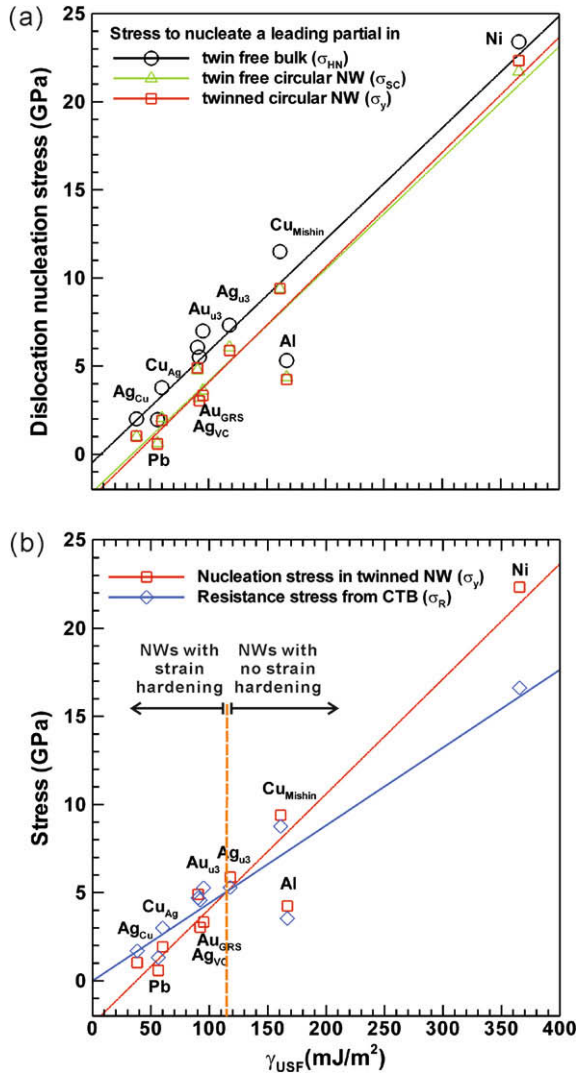 (a)
Stress to nucleate a leading partial in
twin free bulk (σHN)
twin free circular NW (σSC)
twinned circular NW (σy)
Ni
CuMishin
Auu3
Agu3
CuAg
Al
AgCu
AuGRS
AgVC
Pb
Dislocation nucleation stress (GPa)
25
20
15
10
5
0
(b)
Nucleation stress in twinned NW (σy)
Resistance stress from CTB (σR)
Ni
NWs with strain hardening
NWs with no strain hardening
CuMishin
Auu3
Agu3
CuAg
Al
AgCu
AuGRS
AgVC
Pb
Stress (GPa)
25
20
15
10
5
0
0 50 100 150 200 250 300 350 400
γUSF(mJ/m²)